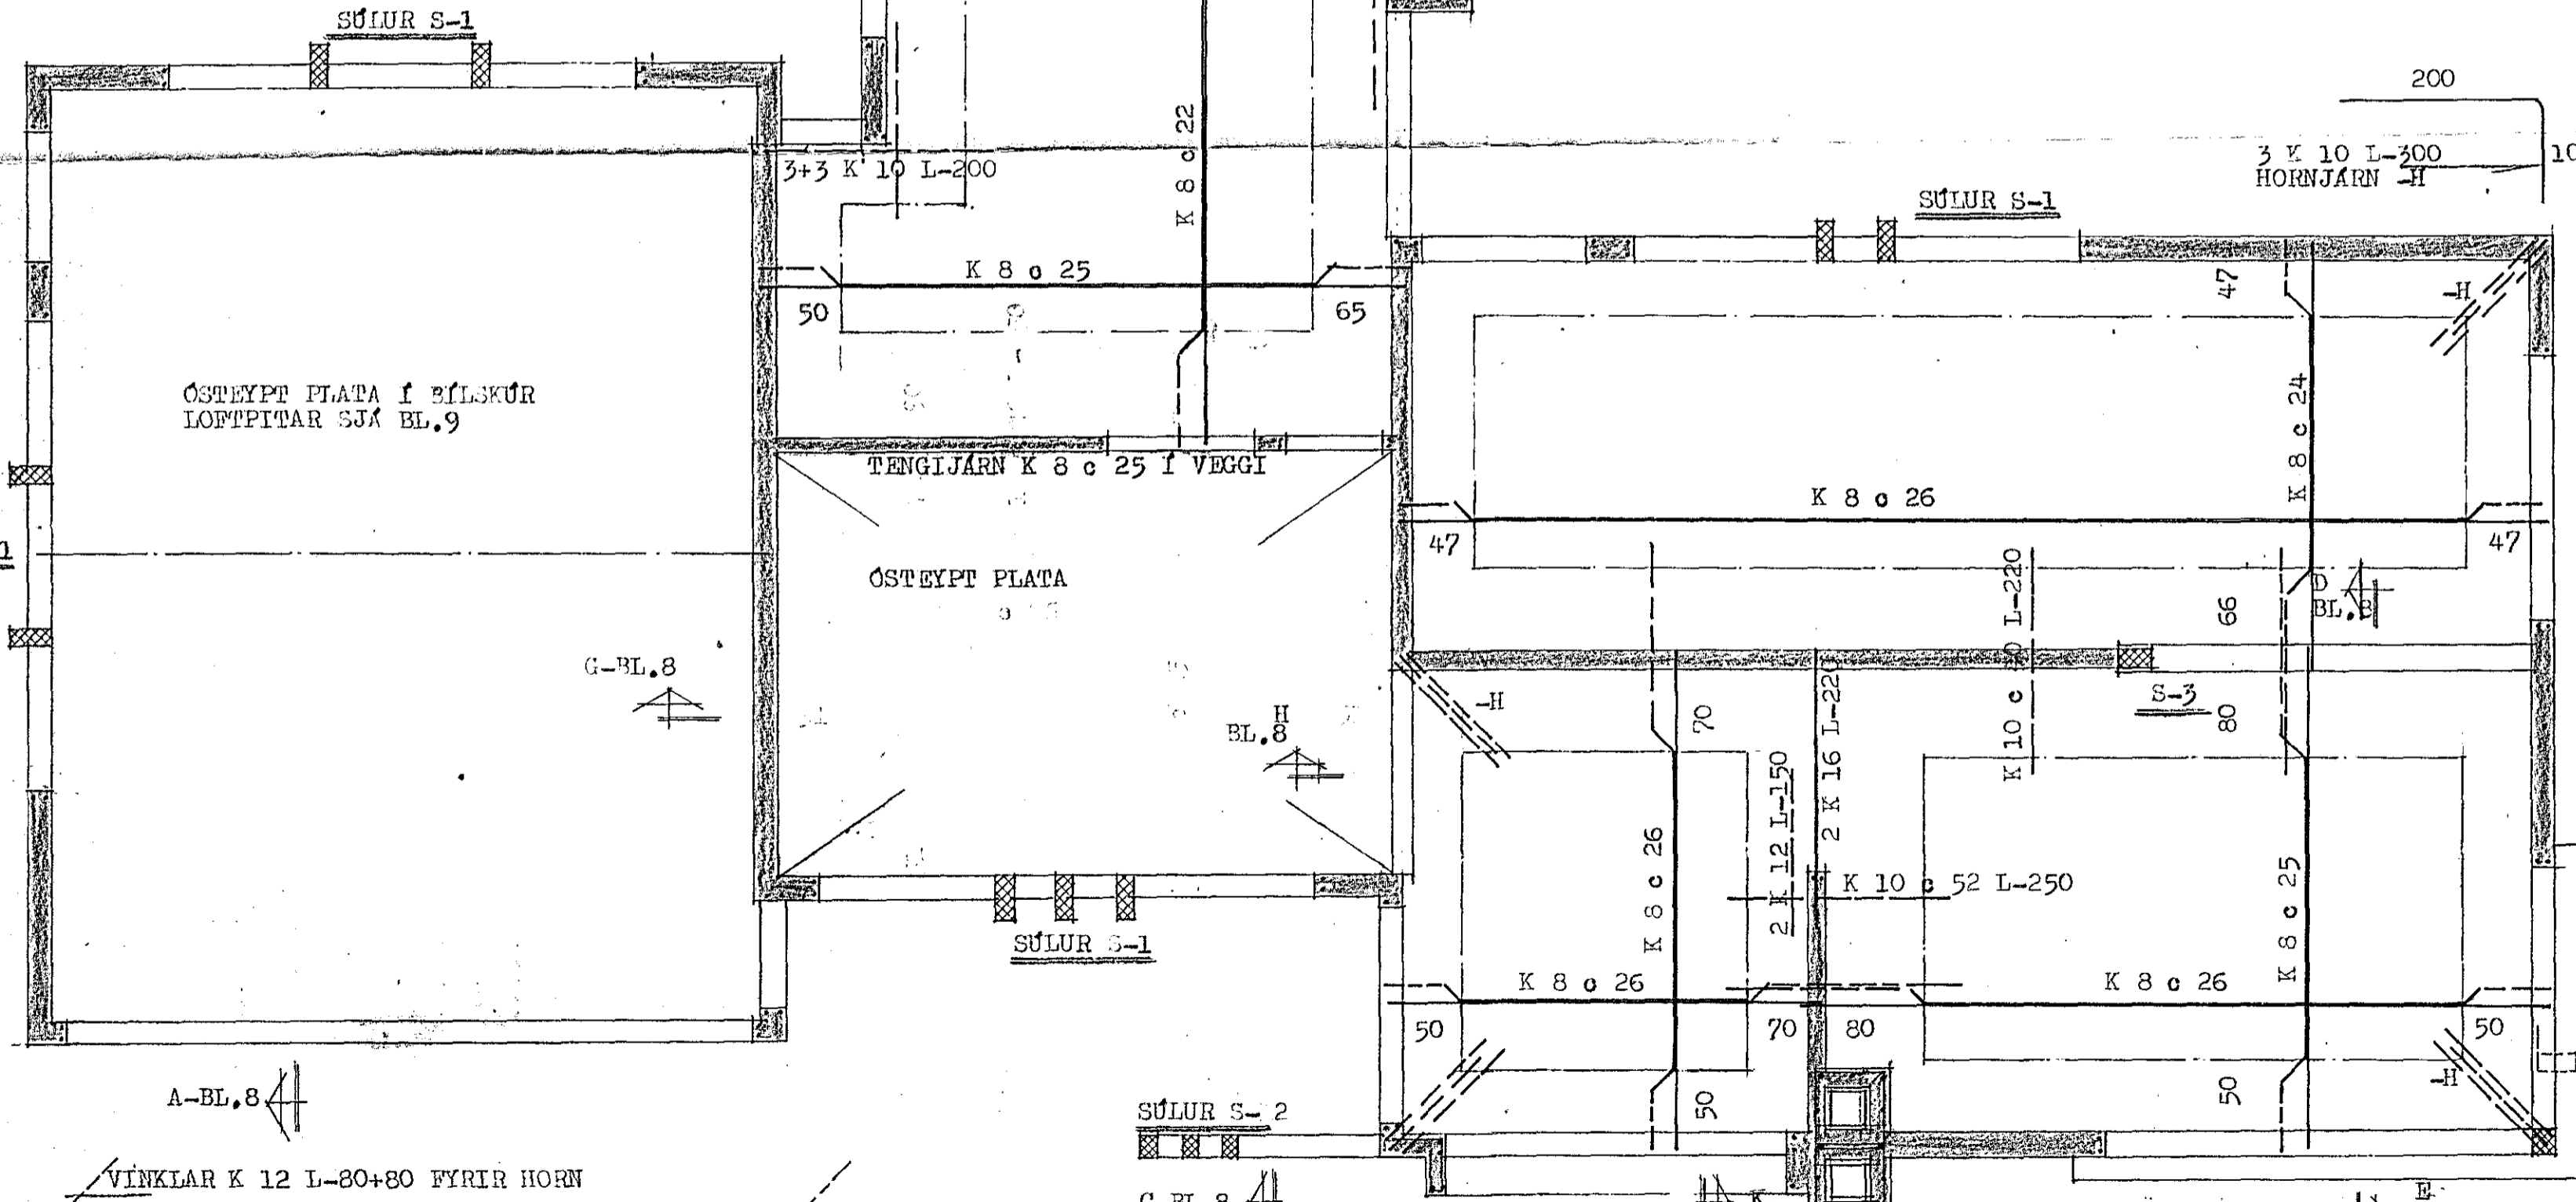 SÚLUR S-1
200
3 K 10 L-300
HORNJÁRN -H
10
3+3 K 10 L-200
K 8 c 22
SÚLUR S-1
K 8 c 25
50
65
47
-H
ÓSTEYPT PLATA Í BÍLSKÚR
LOFTPITAR SJÁ BL.9
K 8 c 24
TENGIJÁRN K 8 c 25 Í VEGGI
K 8 c 26
47
47
1
ÓSTEYPT PLATA
K 10 c L-220
66
D
BL.8
G-BL.8
-H
70
S-3
80
H
BL.8
2 K 16 L-220
2 K 12 L-150
K 8 c 26
K 10 c 52 L-250
K 8 c 25
SÚLUR S-1
K 8 c 26
K 8 c 26
50
70
80
50
A-BL.8
-H
50
50
SÚLUR S-2
VINKLAR K 12 L-80+80 FYRIR HORN
E